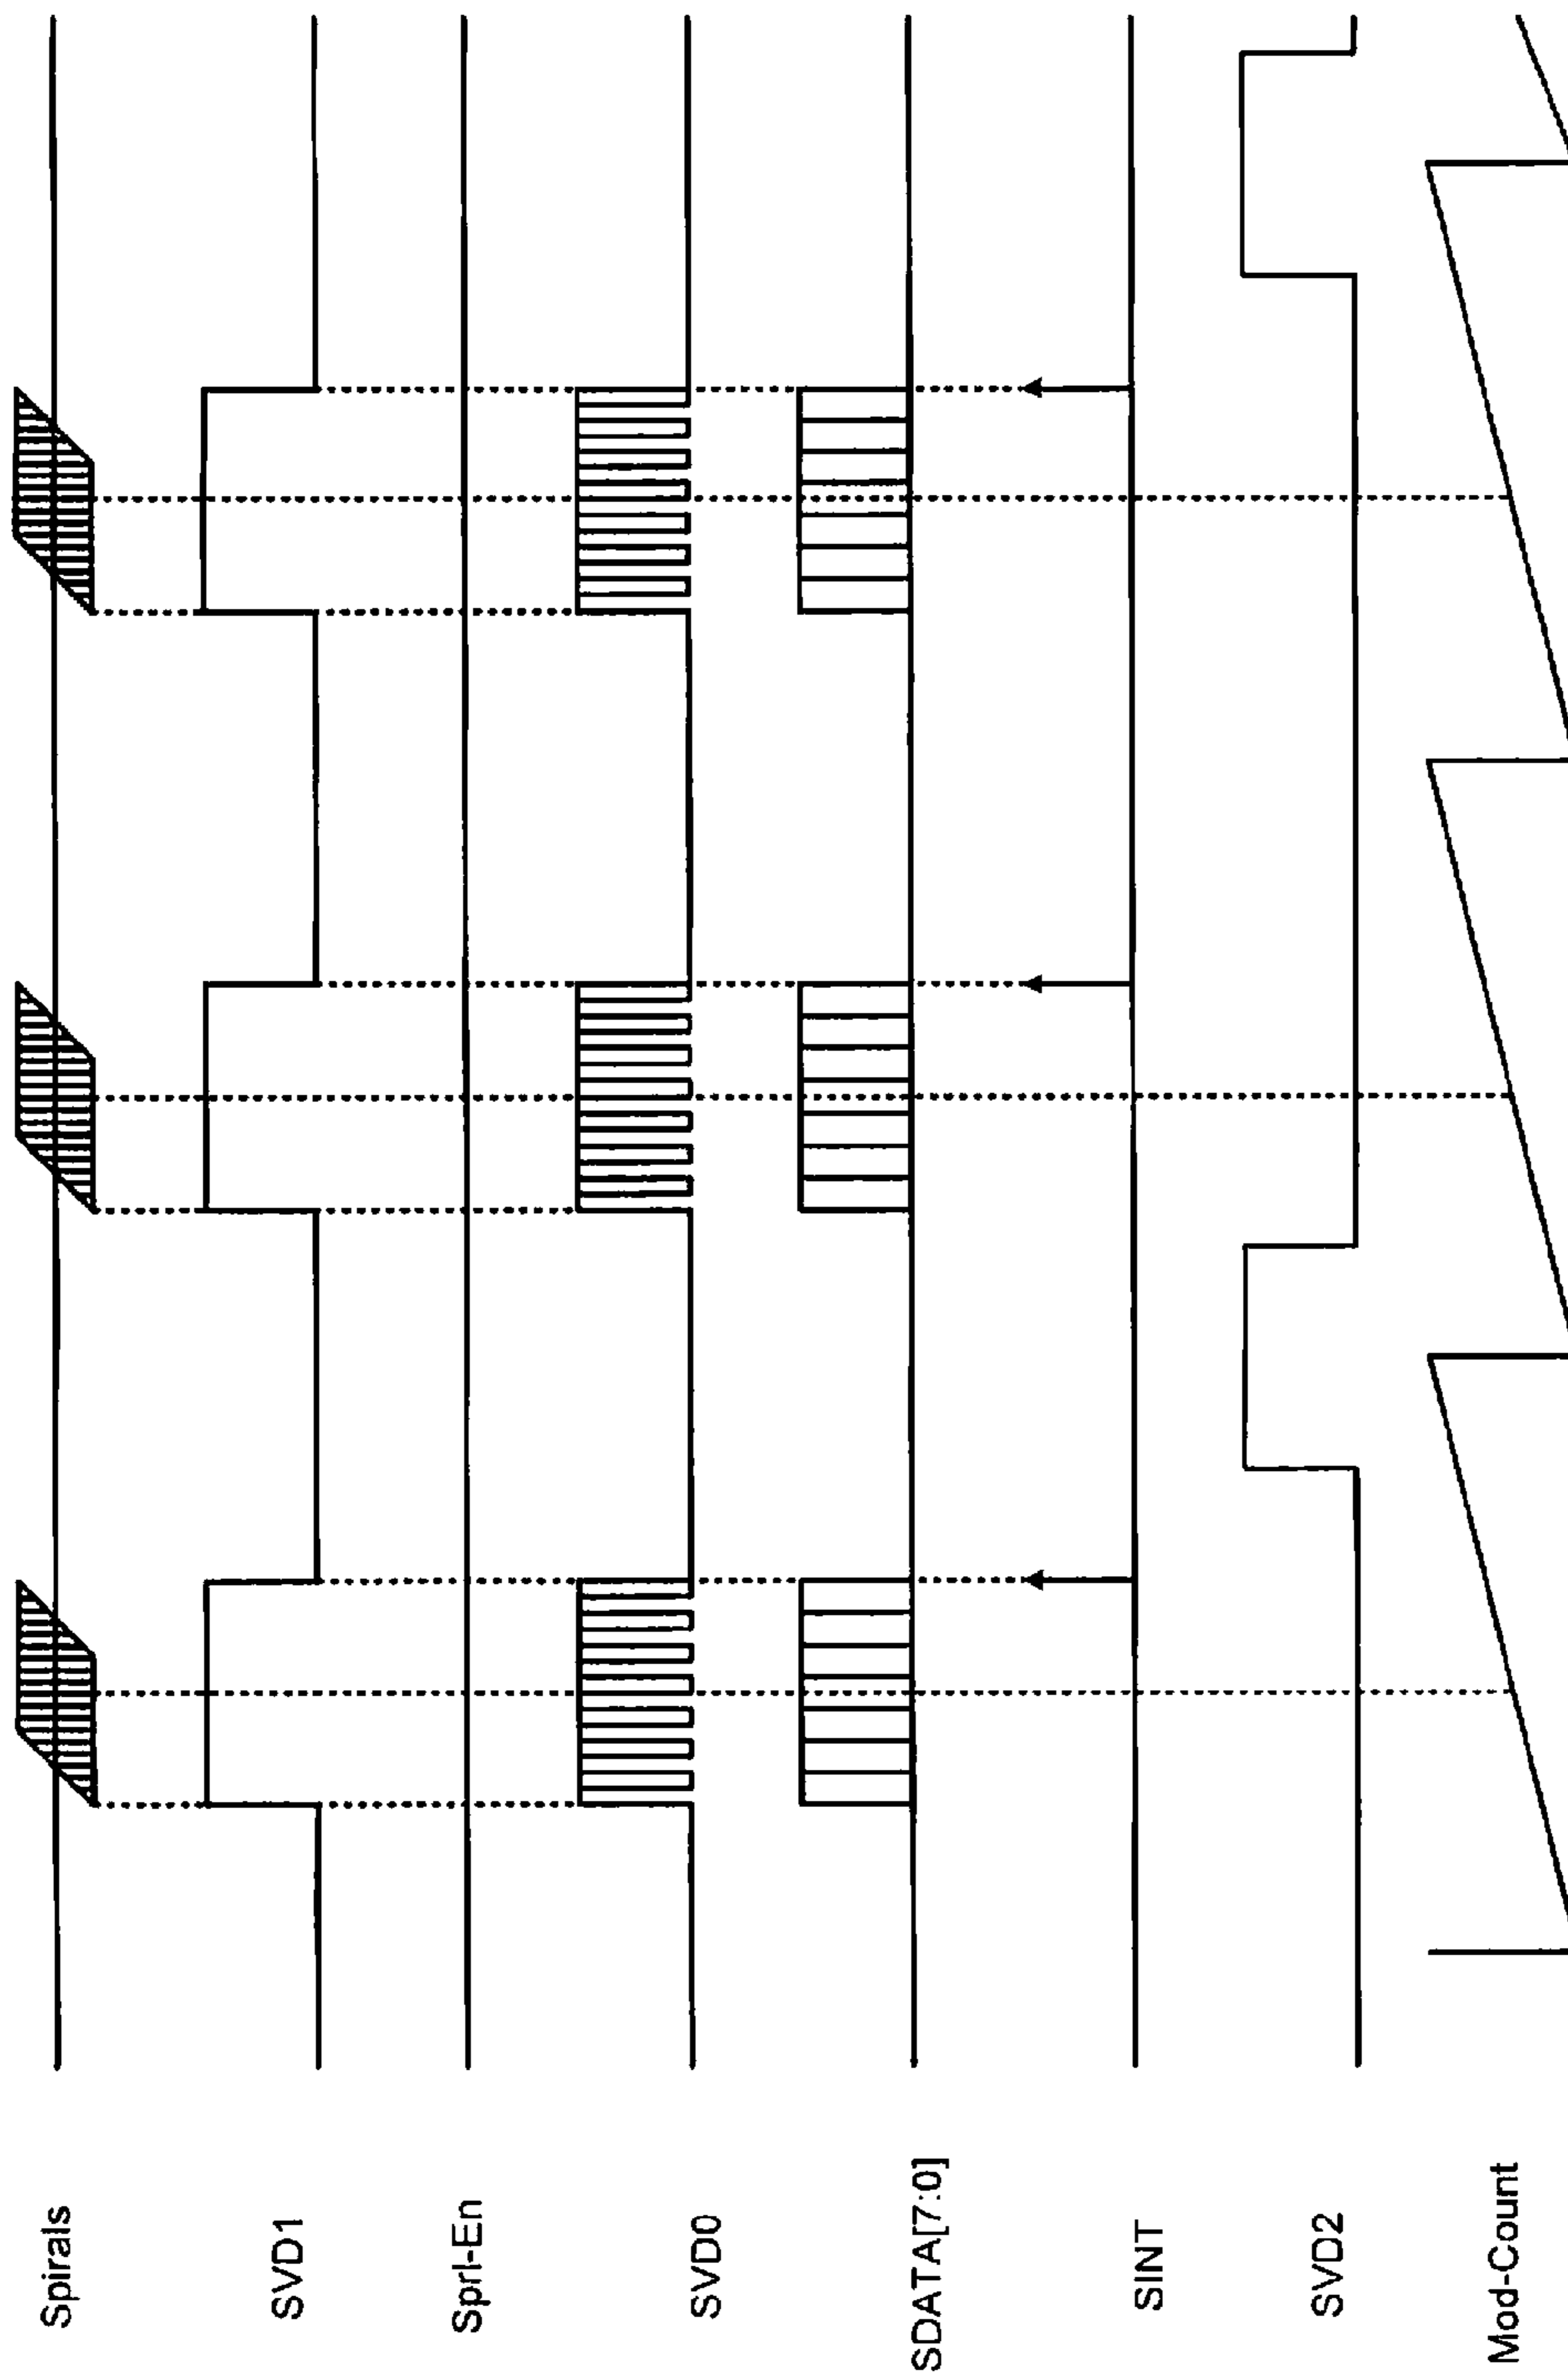 Spirals
SVD1
Sprl-En
SVD0
SDATA[7:0]
SINT
SVD2
Mod-Count